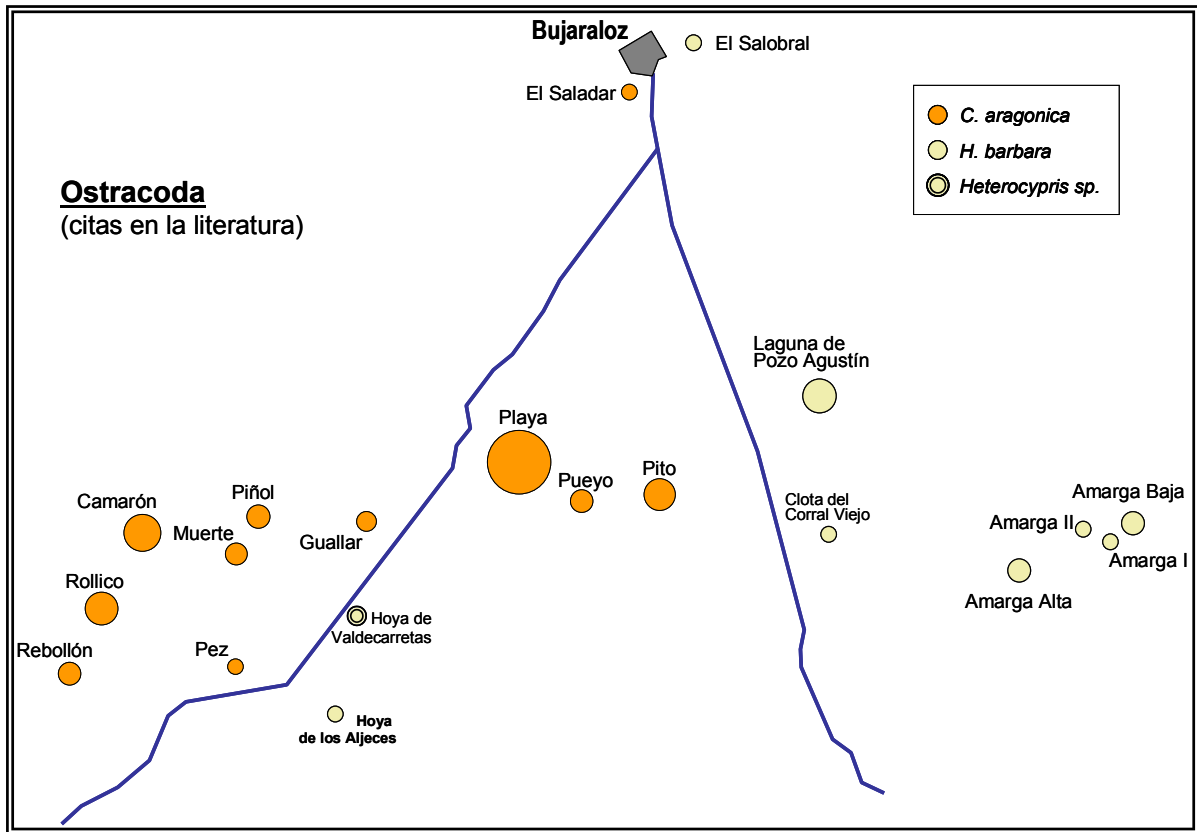 Bujaraloz
El Salobral
El Saladar
C. aragonica
H. barbara
Heterocypris sp.
Ostracoda
(citas en la literatura)
Laguna de
Pozo Agustín
Playa
Pueyo
Pito
Clota del
Corral Viejo
Amarga Baja
Amarga II
Amarga I
Amarga Alta
Camarón
Piñol
Muerte
Guallar
Rollico
Hoya de
Valdecarretas
Rebollón
Pez
Hoya
de los Aljeces